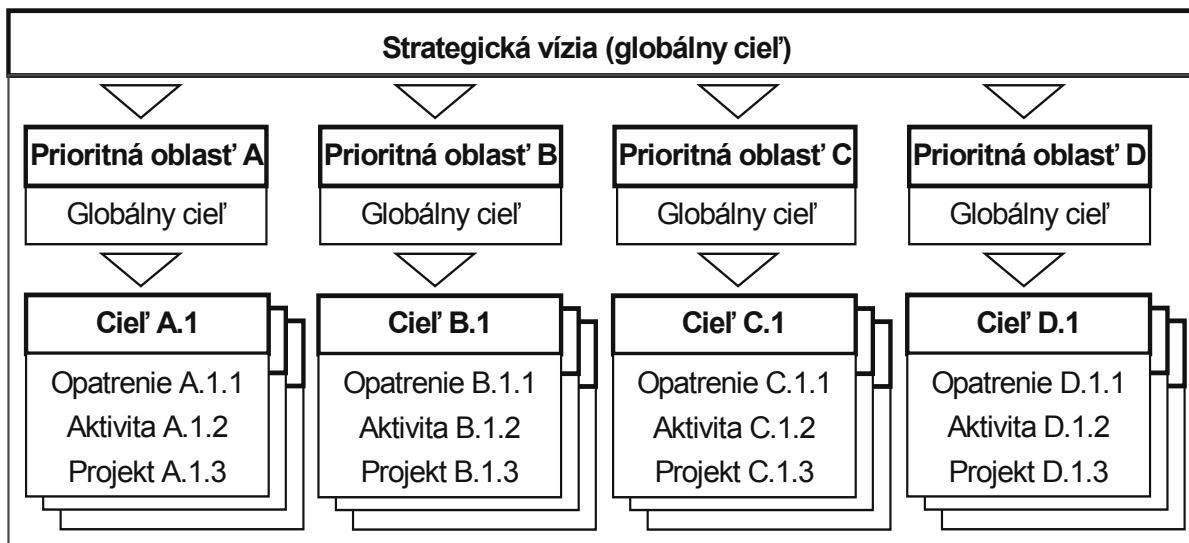 Strategická vízia (globálny cieľ)
Prioritná oblasť A
Prioritná oblasť B
Prioritná oblasť C
Prioritná oblasť D
Globálny cieľ
Globálny cieľ
Globálny cieľ
Globálny cieľ
Cieľ A.1
Cieľ B.1
Cieľ C.1
Cieľ D.1
Opatrenie A.1.1
Aktivita A.1.2
Projekt A.1.3
Opatrenie B.1.1
Aktivita B.1.2
Projekt B.1.3
Opatrenie C.1.1
Aktivita C.1.2
Projekt C.1.3
Opatrenie D.1.1
Aktivita D.1.2
Projekt D.1.3